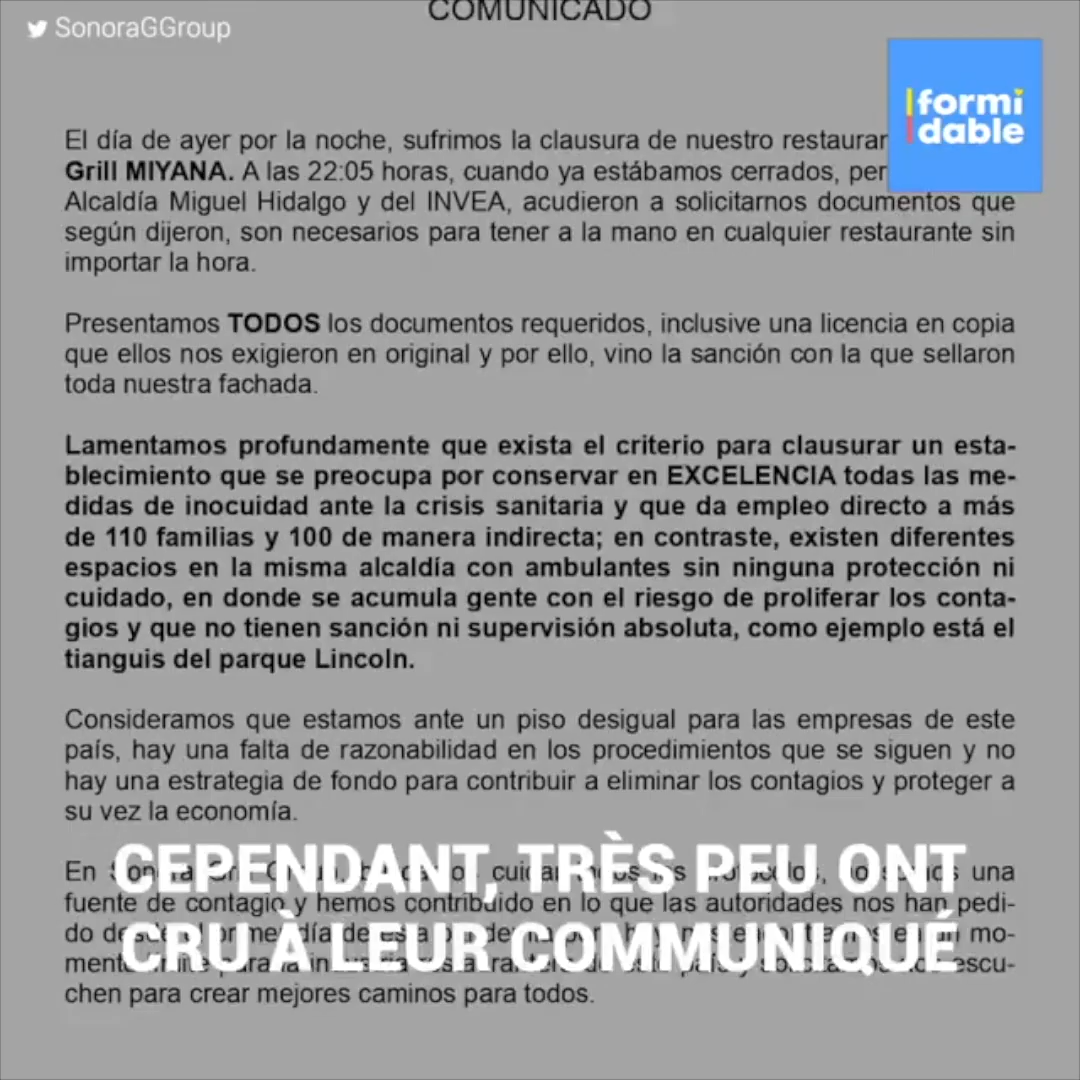 COMUNICADO
SonoraGGroup
formi
dable
El día de ayer por la noche, sufrimos la clausura de nuestro restaurar
Grill MIYANA. A las 22:05 horas, cuando ya estábamos cerrados, per
Alcaldía Miguel Hidalgo y del INVEA, acudieron a solicitarnos documentos que
según dijeron, son necesarios para tener a la mano en cualquier restaurante sin
importar la hora.
Presentamos TODOS los documentos requeridos, inclusive una licencia en copia
que ellos nos exigieron en original y por ello, vino la sanción con la que sellaron
toda nuestra fachada.
Lamentamos profundamente que exista el criterio para clausurar un esta-
blecimiento que se preocupa por conservar en EXCELENCIA todas las me-
didas de inocuidad ante la crisis sanitaria y que da empleo directo a más
de 110 familias y 100 de manera indirecta; en contraste, existen diferentes
espacios en la misma alcaldía con ambulantes sin ninguna protección ni
cuidado, en donde se acumula gente con el riesgo de proliferar los conta-
gios y que no tienen sanción ni supervisión absoluta, como ejemplo está el
tianguis del parque Lincoln.
Consideramos que estamos ante un piso desigual para las empresas de este
país, hay una falta de razonabilidad en los procedimientos que se siguen y no
hay una estrategia de fondo para contribuir a eliminar los contagios y proteger a
su vez la economía.
En una
fuente de contagio y hemos contribuido en lo que las autoridades nos han pedi-
do mo-
escu-
chen para crear mejores caminos para todos.
CEPENDANT, TRÈS PEU ONT
CRU À LEUR COMMUNIQUÉ